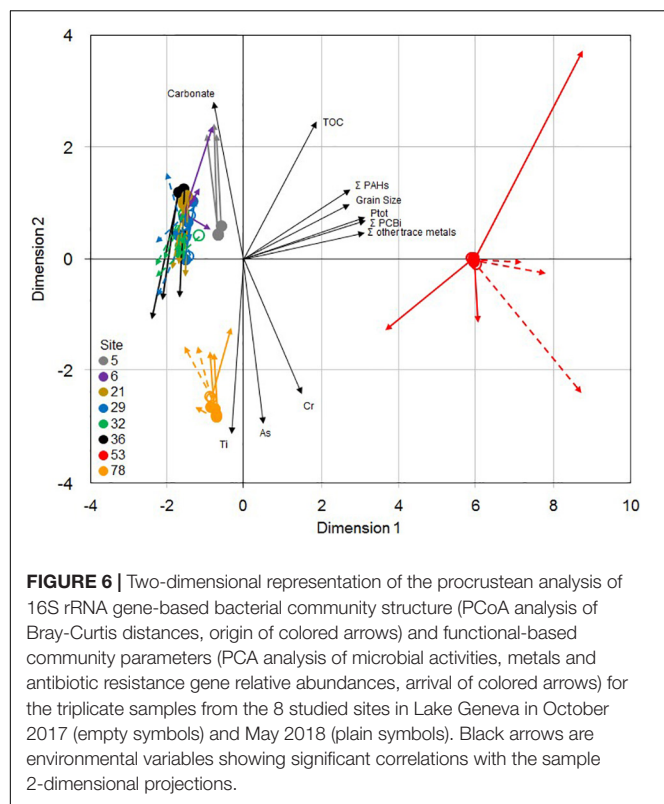 4
2
0
-2
-4
Dimension 2
-4
-2
0
2
4
6
8
10
Dimension 1
Carbonate
TOC
Σ PAHs
Grain Size
Ptot
Σ PCBi
Σ other trace metals
Cr
As
Ti
Site
5
6
21
29
32
36
53
78
FIGURE 6 | Two-dimensional representation of the procrustean analysis of
16S rRNA gene-based bacterial community structure (PCoA analysis of
Bray-Curtis distances, origin of colored arrows) and functional-based
community parameters (PCA analysis of microbial activities, metals and
antibiotic resistance gene relative abundances, arrival of colored arrows) for
the triplicate samples from the 8 studied sites in Lake Geneva in October
2017 (empty symbols) and May 2018 (plain symbols). Black arrows are
environmental variables showing significant correlations with the sample
2-dimensional projections.